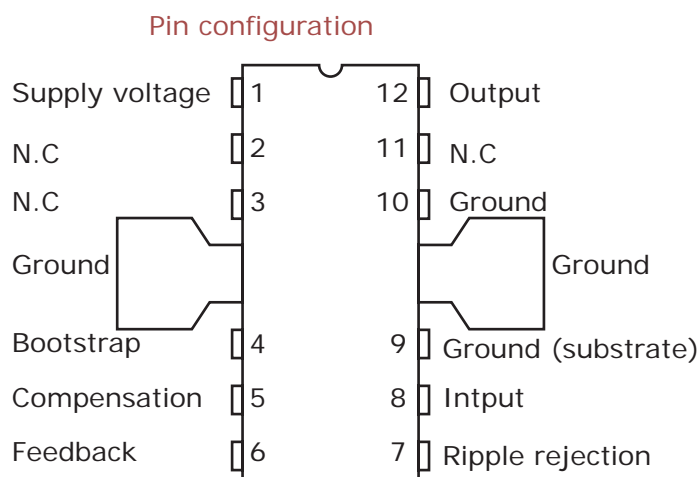 Pin configuration
Supply voltage 1 12 Output
N.C 2 11 N.C
N.C 3 10 Ground
Ground Ground
Bootstrap 4 9 Ground (substrate)
Compensation 5 8 Intput
Feedback 6 7 Ripple rejection